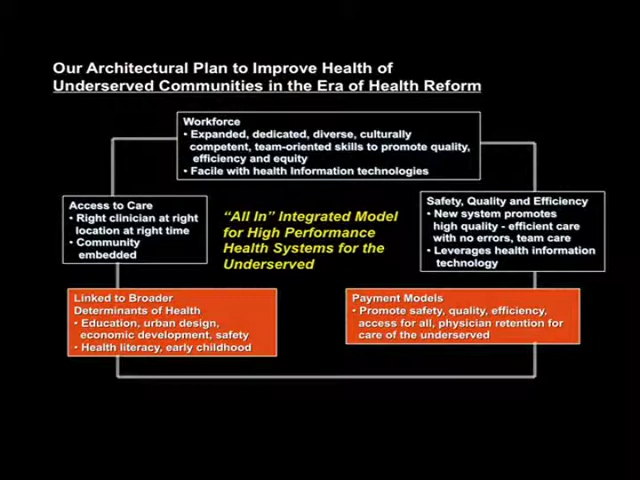 Our Architectural Plan to Improve Health of
Underserved Communities in the Era of Health Reform
Workforce
• Expanded, dedicated, diverse, culturally
competent, team-oriented skills to promote quality,
efficiency and equity
• Facile with health Information technologies
Access to Care
• Right clinician at right
location at right time
• Community
embedded
“All In” Integrated Model
for High Performance
Health Systems for the
Underserved
Safety, Quality and Efficiency
• New system promotes
high quality - efficient care
with no errors, team care
• Leverages health information
technology
Linked to Broader
Determinants of Health
• Education, urban design,
economic development, safety
• Health literacy, early childhood
Payment Models
• Promote safety, quality, efficiency,
access for all, physician retention for
care of the underserved